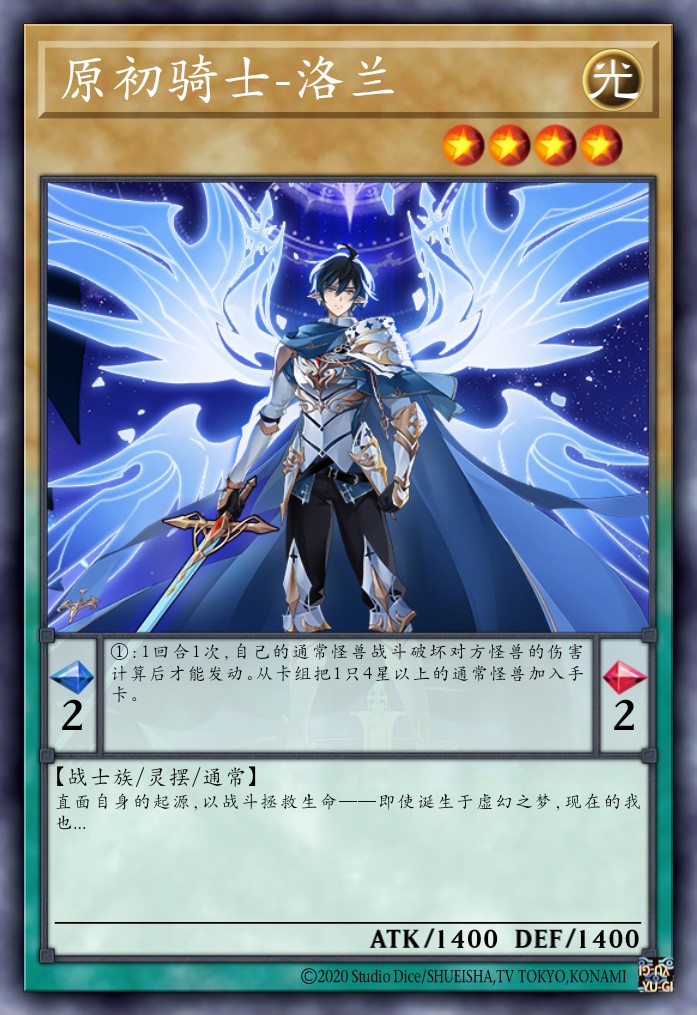 原初骑士-洛兰
光
①:1回合1次,自己的通常怪兽战斗破坏对方怪兽的伤害
计算后才能发动。从卡组把1只4星以上的通常怪兽加入手
卡。
2
2
【战士族/灵摆/通常】
直面自身的起源,以战斗拯救生命——即使诞生于虚幻之梦,现在的我
也...
ATK/1400 DEF/1400
©2020 Studio Dice/SHUEISHA,TV TOKYO,KONAMI
YU-GI